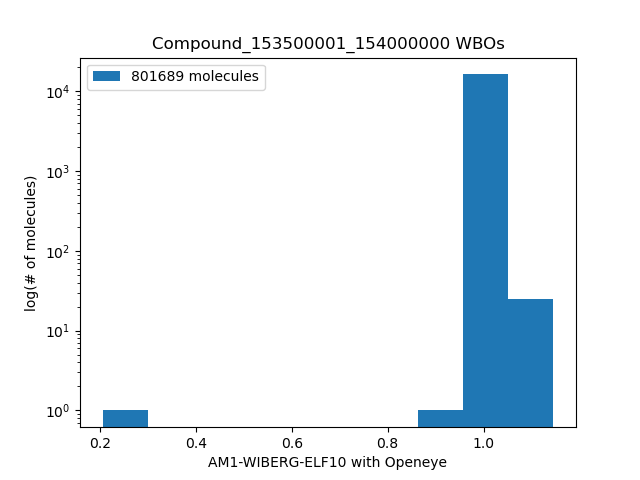 Compound_153500001_154000000 WBOs
801689 molecules
log(# of molecules)
10⁴
10³
10²
10¹
10⁰
0.2 0.4 0.6 0.8 1.0
AM1-WIBERG-ELF10 with Openeye